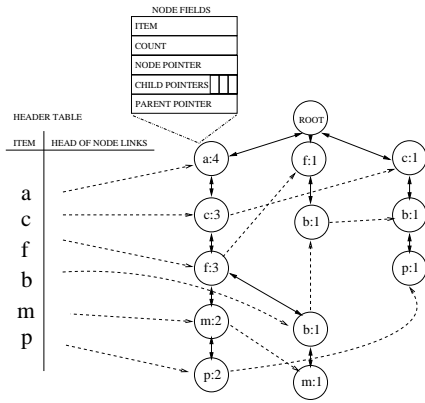 NODE FIELDS
ITEM
COUNT
NODE POINTER
CHILD POINTERS
PARENT POINTER
HEADER TABLE
ITEM HEAD OF NODE LINKS
a
c
f
b
m
p
ROOT
a:4 f:1 c:1
c:3 b:1 b:1
f:3 p:1
m:2 b:1
p:2 m:1